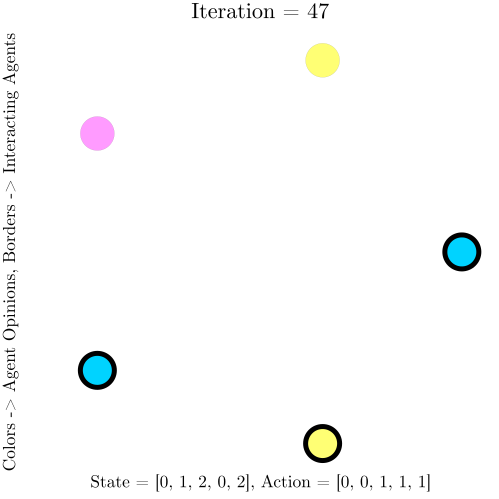 Iteration = 47
Colors -> Agent Opinions, Borders -> Interacting Agents
State = [0, 1, 2, 0, 2], Action = [0, 0, 1, 1, 1]